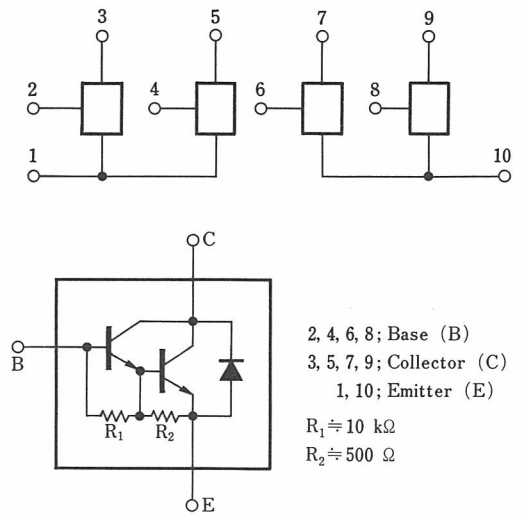 3 5 7 9
2 4 6 8
1 10
C
B
R₁ R₂
E
2, 4, 6, 8; Base (B)
3, 5, 7, 9; Collector (C)
1, 10; Emitter (E)
R₁≒10 kΩ
R₂≒500 Ω